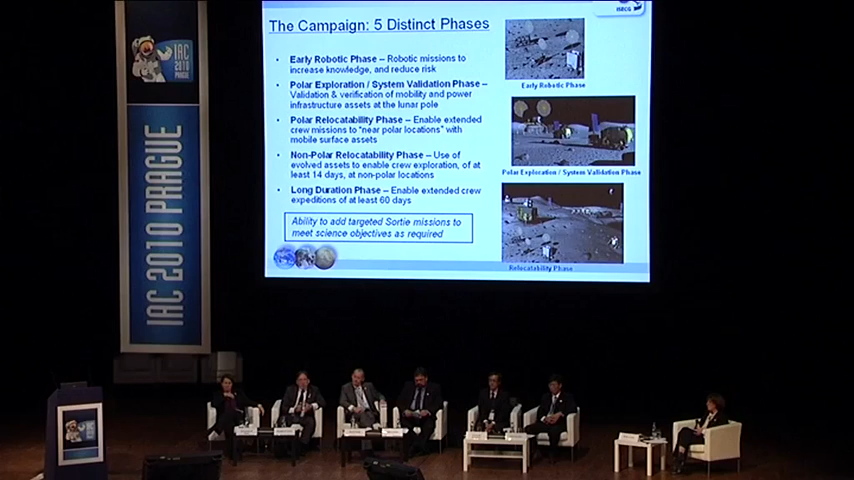 IAC
2010
PRAGUE
IAC 2010 PRAGUE
ISECG
The Campaign: 5 Distinct Phases
• Early Robotic Phase – Robotic missions to
increase knowledge, and reduce risk
• Polar Exploration / System Validation Phase –
Validation & verification of mobility and power
infrastructure assets at the lunar pole
• Polar Relocatability Phase – Enable extended
crew missions to "near polar locations" with
mobile surface assets
• Non-Polar Relocatability Phase – Use of
evolved assets to enable crew exploration, of at
least 14 days, at non-polar locations
• Long Duration Phase – Enable extended crew
expeditions of at least 60 days
Ability to add targeted Sortie missions to
meet science objectives as required
Early Robotic Phase
Polar Exploration / System Validation Phase
Relocatability Phase